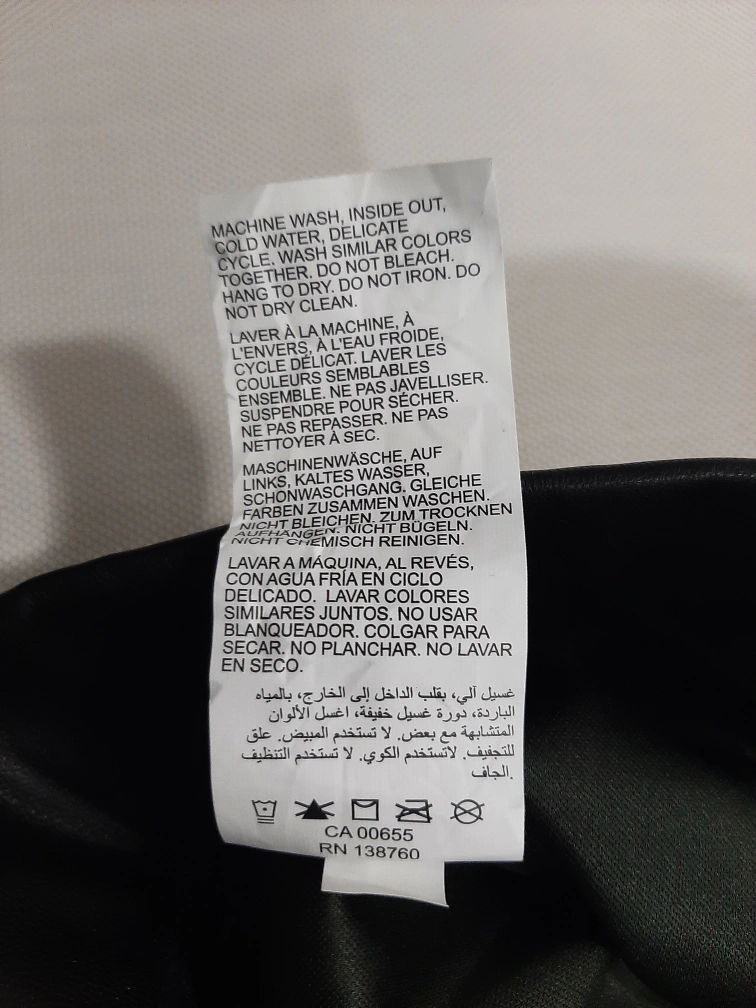 MACHINE WASH, INSIDE OUT,
COLD WATER, DELICATE
CYCLE. WASH SIMILAR COLORS
TOGETHER. DO NOT BLEACH.
HANG TO DRY. DO NOT IRON. DO
NOT DRY CLEAN.
LAVER À LA MACHINE, À
L'ENVERS, À L'EAU FROIDE,
CYCLE DÉLICAT. LAVER LES
COULEURS SEMBLABLES
ENSEMBLE. NE PAS JAVELLISER.
SUSPENDRE POUR SÉCHER.
NE PAS REPASSER. NE PAS
NETTOYER À SEC.
MASCHINENWÄSCHE, AUF
LINKS, KALTES WASSER,
SCHONWASCHGANG. GLEICHE
FARBEN ZUSAMMEN WASCHEN.
NICHT BLEICHEN. ZUM TROCKNEN
AUFHÄNGEN. NICHT BÜGELN.
NICHT CHEMISCH REINIGEN.
LAVAR A MÁQUINA, AL REVÉS,
CON AGUA FRÍA EN CICLO
DELICADO. LAVAR COLORES
SIMILARES JUNTOS. NO USAR
BLANQUEADOR. COLGAR PARA
SECAR. NO PLANCHAR. NO LAVAR
EN SECO.
غسيل آلي، بقلب الداخل إلى الخارج، بالمياه
الباردة، دورة غسيل خفيفة، اغسل الألوان
المتشابهة مع بعض. لا تستخدم المبيض. علق
للتجفيف. لاتستخدم الكوي. لا تستخدم التنظيف
.الجاف
CA 00655
RN 138760